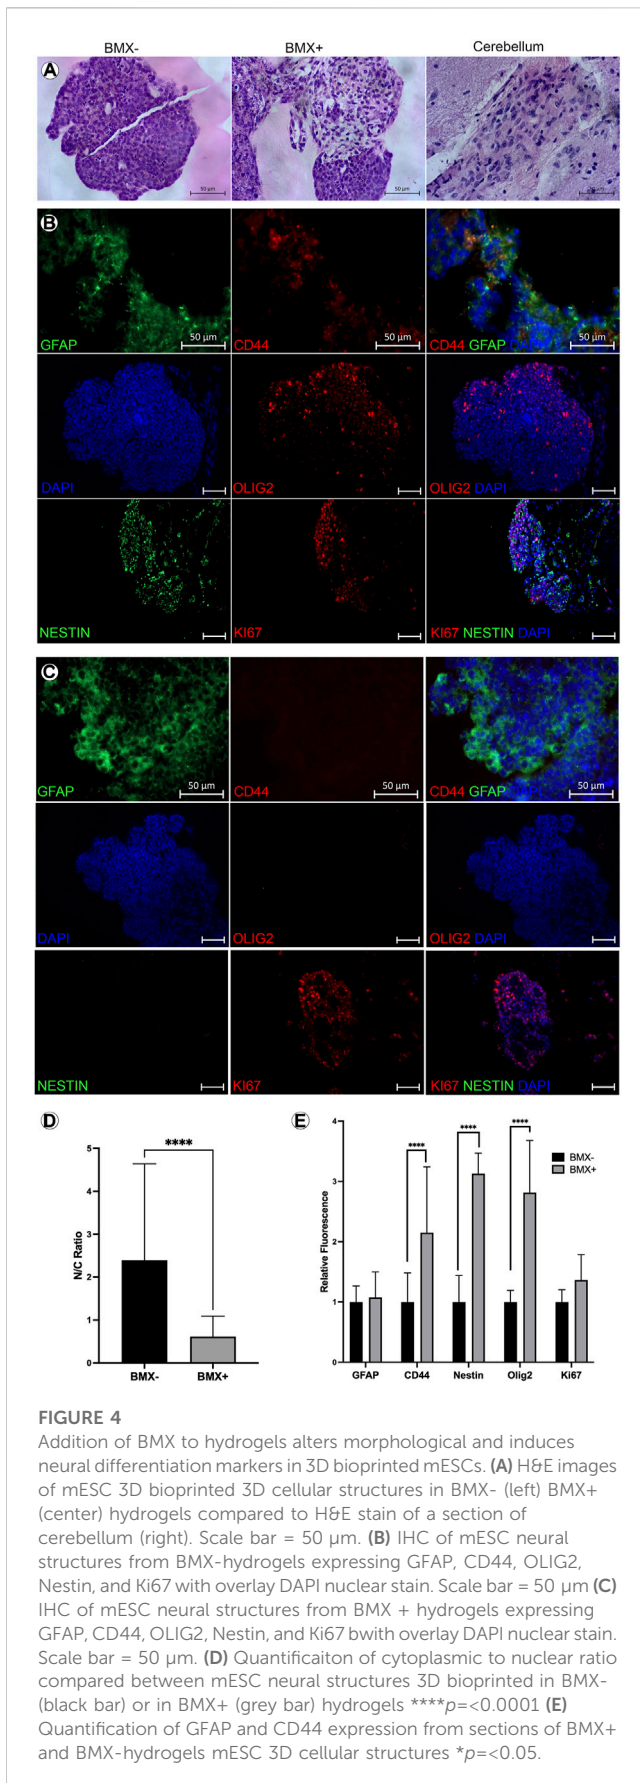 BMX-
BMX+
Cerebellum
A
50 µm
50 µm
B
GFAP
50 µm
CD44
50 µm
CD44 GFAP DAPI
50 µm
DAPI
OLIG2
OLIG2 DAPI
NESTIN
KI67
KI67 NESTIN DAPI
C
GFAP
50 µm
CD44
50 µm
CD44 GFAP DAPI
50 µm
DAPI
OLIG2
OLIG2 DAPI
NESTIN
KI67
KI67 NESTIN DAPI
D
N/C Ratio
5
4
3
2
1
0
****
BMX-
BMX+
E
Relative Fluorescence
4
3
2
1
0
****
****
****
BMX-
BMX+
GFAP
CD44
Nestin
Olig2
Ki67
FIGURE 4
Addition of BMX to hydrogels alters morphological and induces
neural differentiation markers in 3D bioprinted mESCs. (A) H&E images
of mESC 3D bioprinted 3D cellular structures in BMX- (left) BMX+
(center) hydrogels compared to H&E stain of a section of
cerebellum (right). Scale bar = 50 µm. (B) IHC of mESC neural
structures from BMX-hydrogels expressing GFAP, CD44, OLIG2,
Nestin, and Ki67 with overlay DAPI nuclear stain. Scale bar = 50 µm (C)
IHC of mESC neural structures from BMX + hydrogels expressing
GFAP, CD44, OLIG2, Nestin, and Ki67 bwith overlay DAPI nuclear stain.
Scale bar = 50 µm. (D) Quantificaiton of cytoplasmic to nuclear ratio
compared between mESC neural structures 3D bioprinted in BMX-
(black bar) or in BMX+ (grey bar) hydrogels ****p=<0.0001 (E)
Quantification of GFAP and CD44 expression from sections of BMX+
and BMX-hydrogels mESC 3D cellular structures *p=<0.05.